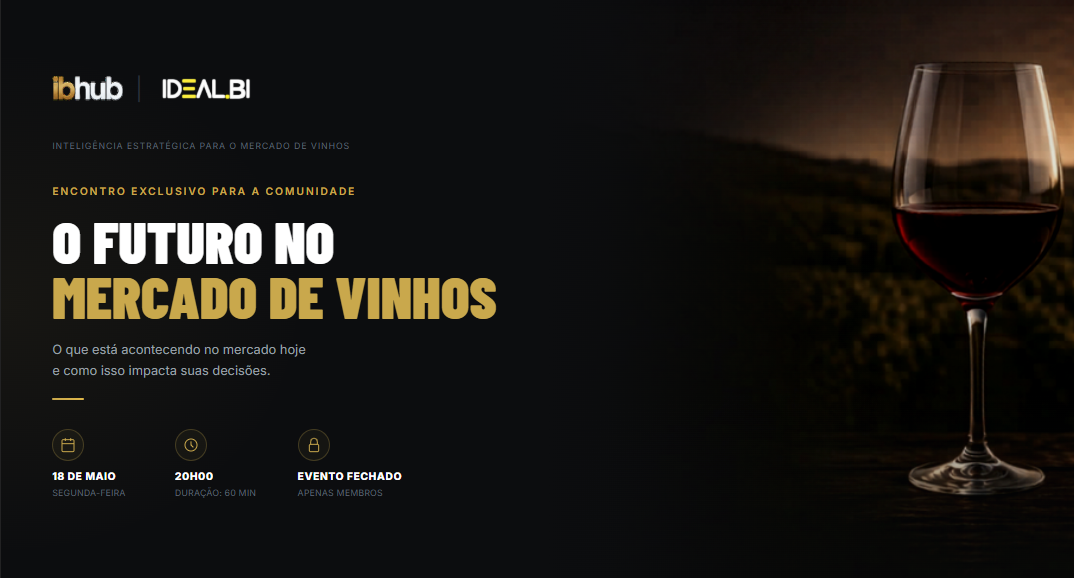 ibhub | IDEAL.BI
INTELIGÊNCIA ESTRATÉGICA PARA O MERCADO DE VINHOS
ENCONTRO EXCLUSIVO PARA A COMUNIDADE
O FUTURO NO
MERCADO DE VINHOS
O que está acontecendo no mercado hoje
e como isso impacta suas decisões.
18 DE MAIO
SEGUNDA-FEIRA
20H00
DURAÇÃO: 60 MIN
EVENTO FECHADO
APENAS MEMBROS